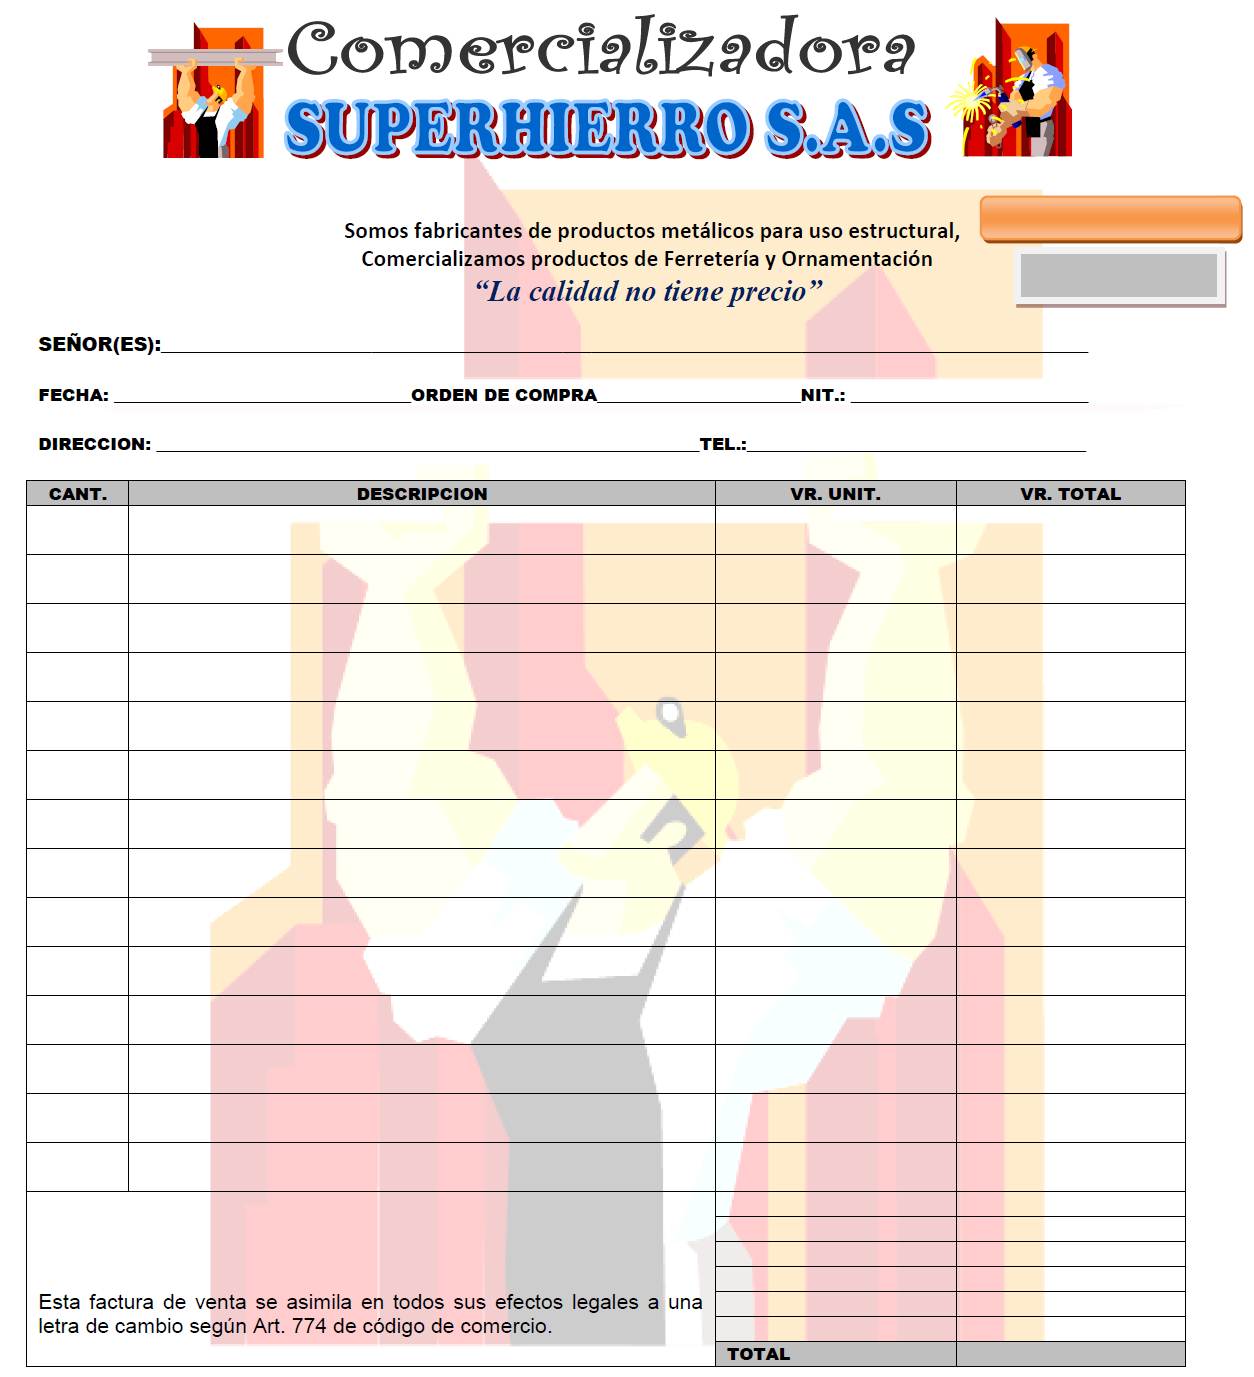 Comercializadora
SUPERHIERRO S.A.S
Somos fabricantes de productos metálicos para uso estructural,
Comercializamos productos de Ferretería y Ornamentación
“La calidad no tiene precio”
SEÑOR(ES):
FECHA: ORDEN DE COMPRA NIT.:
DIRECCION: TEL.:
CANT. DESCRIPCION VR. UNIT. VR. TOTAL
Esta factura de venta se asimila en todos sus efectos legales a una
letra de cambio según Art. 774 de código de comercio.
TOTAL